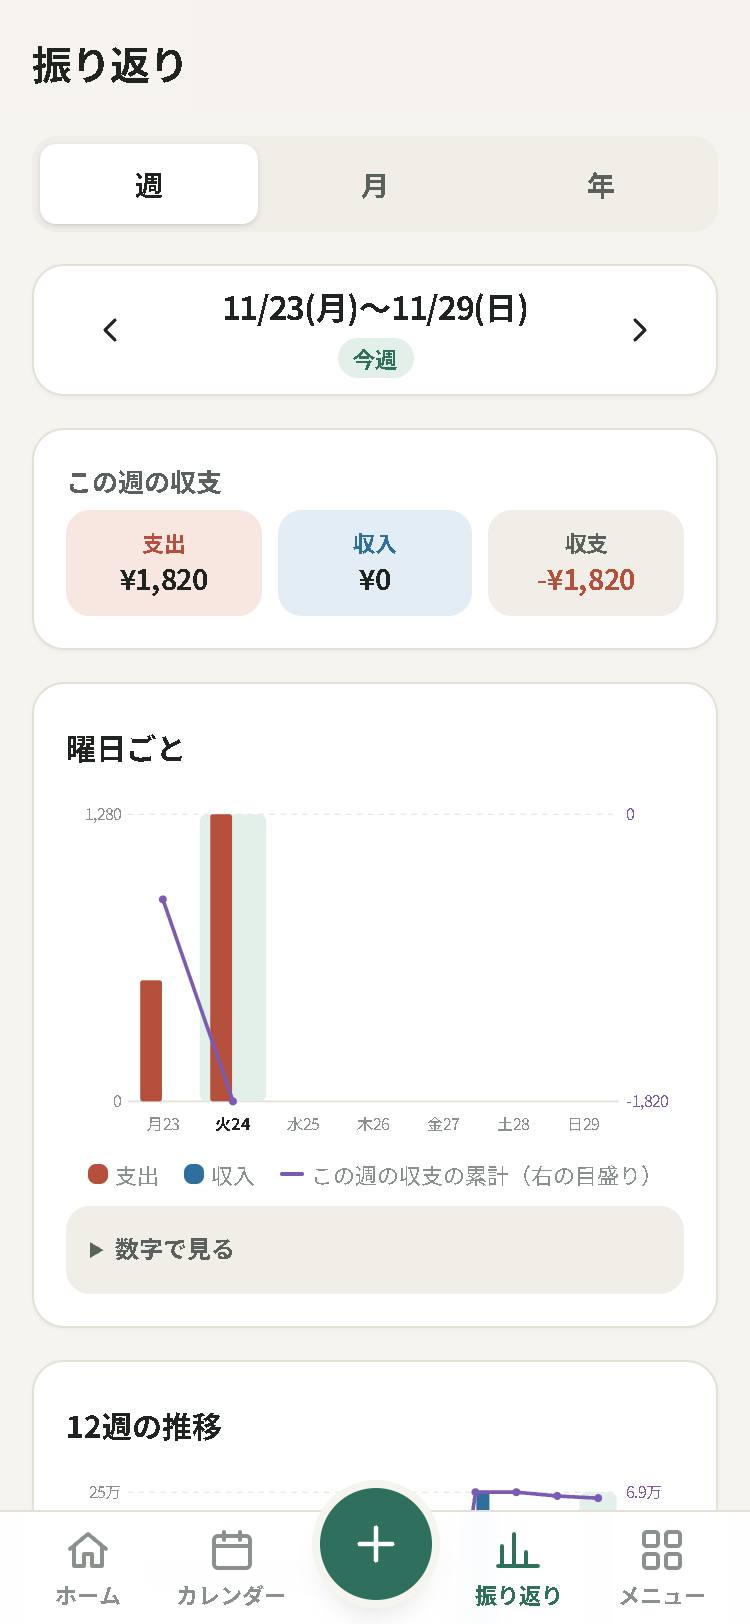 振り返り
週 月 年
11/23(月)〜11/29(日)
今週
この週の収支
支出 収入 収支
¥1,820 ¥0 -¥1,820
曜日ごと
1,280 0
0 -1,820
月23 火24 水25 木26 金27 土28 日29
支出 収入 この週の収支の累計（右の目盛り）
▶ 数字で見る
12週の推移
25万 6.9万
ホーム カレンダー 振り返り メニュー